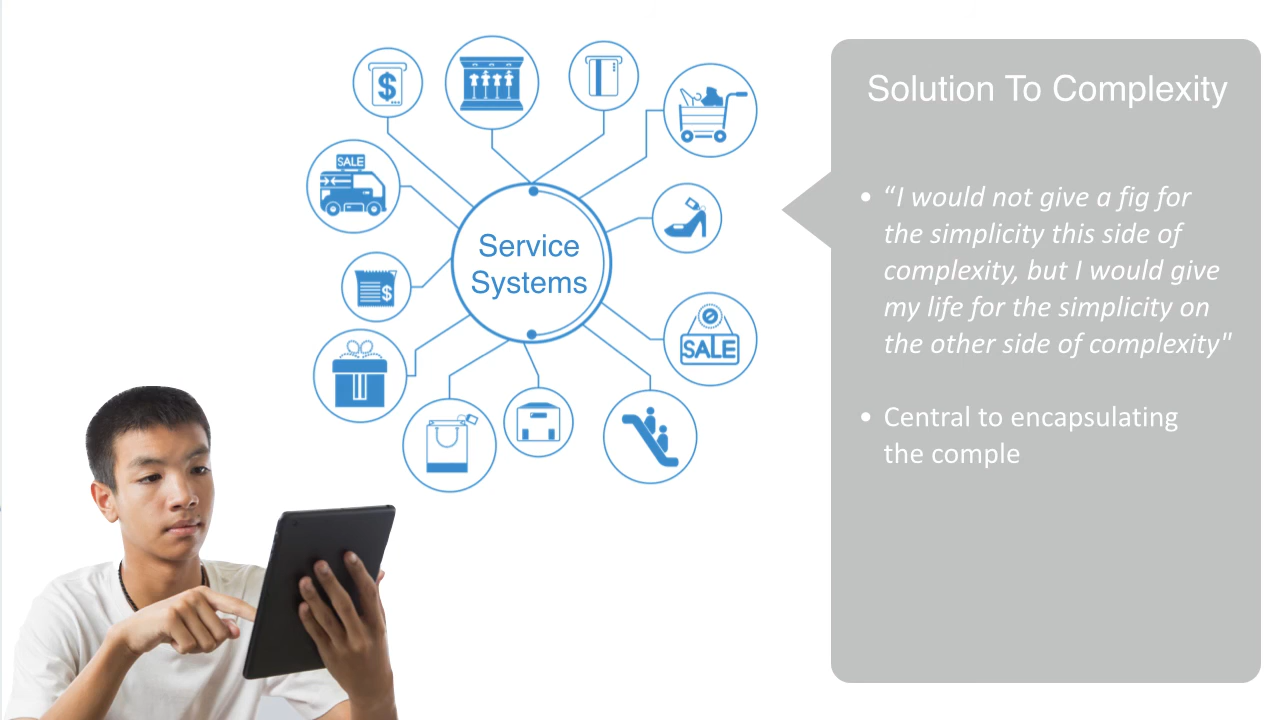 SALE
$
Service
Systems
$
SALE
Solution To Complexity
• “I would not give a fig for
the simplicity this side of
complexity, but I would give
my life for the simplicity on
the other side of complexity"
• Central to encapsulating
the comple